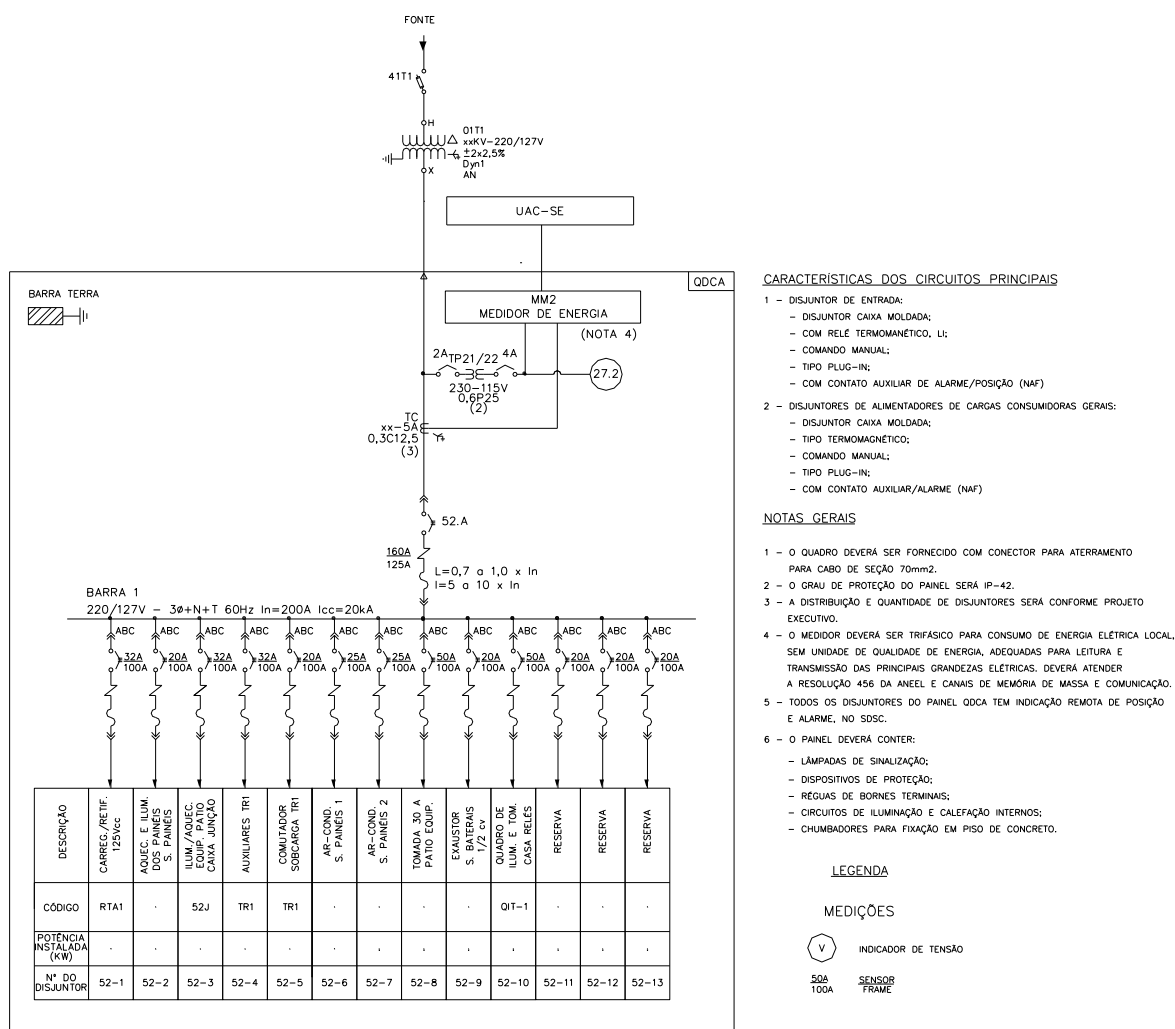 FONTE
41T1
H
01T1
xxKV-220/127V
±2x2,5%
Dyn1
AN
X
UAC-SE
QDCA
BARRA TERRA
MM2
MEDIDOR DE ENERGIA
(NOTA 4)
2A
TP21/22
4A
27.2
230-115V
0,6P25
(2)
TC
xx-5A
0,3C12,5
(3)
52.A
160A
125A
L=0,7 a 1,0 x In
I=5 a 10 x In
BARRA 1
220/127V - 3ø+N+T 60Hz In=200A Icc=20kA
ABC ABC ABC ABC ABC ABC ABC ABC ABC ABC ABC ABC ABC
32A 20A 32A 32A 20A 25A 25A 50A 20A 50A 20A 20A 20A
100A 100A 100A 100A 100A 100A 100A 100A 100A 100A 100A 100A 100A
DESCRIÇÃO
CARREG./RETIF.
125Vcc
AQUEC. E ILUM.
DOS PAINÉIS
S. PAINÉIS
ILUM./AQUEC.
EQUIP. PATIO
CAIXA JUNÇÃO
AUXILIARES TR1
COMUTADOR
SOBCARGA TR1
AR-COND.
S. PAINÉIS 1
AR-COND.
S. PAINÉIS 2
TOMADA 30 A
PATIO EQUIP.
EXAUSTOR
S. BATERAIS
1/2 cv
QUADRO DE
ILUM. E TOM.
CASA RELÉS
RESERVA
RESERVA
RESERVA
CÓDIGO RTA1 . 52J TR1 TR1 . . . . QIT-1 . . .
POTÊNCIA
INSTALADA
(KW)
N° DO
DISJUNTOR
52-1 52-2 52-3 52-4 52-5 52-6 52-7 52-8 52-9 52-10 52-11 52-12 52-13
CARACTERÍSTICAS DOS CIRCUITOS PRINCIPAIS
1 - DISJUNTOR DE ENTRADA:
- DISJUNTOR CAIXA MOLDADA;
- COM RELÉ TERMOMANÉTICO, LI;
- COMANDO MANUAL;
- TIPO PLUG-IN;
- COM CONTATO AUXILIAR DE ALARME/POSIÇÃO (NAF)
2 - DISJUNTORES DE ALIMENTADORES DE CARGAS CONSUMIDORAS GERAIS:
- DISJUNTOR CAIXA MOLDADA;
- TIPO TERMOMAGNÉTICO;
- COMANDO MANUAL;
- TIPO PLUG-IN;
- COM CONTATO AUXILIAR/ALARME (NAF)
NOTAS GERAIS
1 - O QUADRO DEVERÁ SER FORNECIDO COM CONECTOR PARA ATERRAMENTO
PARA CABO DE SEÇÃO 70mm2.
2 - O GRAU DE PROTEÇÃO DO PAINEL SERÁ IP-42.
3 - A DISTRIBUIÇÃO E QUANTIDADE DE DISJUNTORES SERÁ CONFORME PROJETO
EXECUTIVO.
4 - O MEDIDOR DEVERÁ SER TRIFÁSICO PARA CONSUMO DE ENERGIA ELÉTRICA LOCAL,
SEM UNIDADE DE QUALIDADE DE ENERGIA, ADEQUADAS PARA LEITURA E
TRANSMISSÃO DAS PRINCIPAIS GRANDEZAS ELÉTRICAS. DEVERÁ ATENDER
A RESOLUÇÃO 456 DA ANEEL E CANAIS DE MEMÓRIA DE MASSA E COMUNICAÇÃO.
5 - TODOS OS DISJUNTORES DO PAINEL QDCA TEM INDICAÇÃO REMOTA DE POSIÇÃO
E ALARME, NO SDSC.
6 - O PAINEL DEVERÁ CONTER:
- LÂMPADAS DE SINALIZAÇÃO;
- DISPOSITIVOS DE PROTEÇÃO;
- RÉGUAS DE BORNES TERMINAIS;
- CIRCUITOS DE ILUMINAÇÃO E CALEFAÇÃO INTERNOS;
- CHUMBADORES PARA FIXAÇÃO EM PISO DE CONCRETO.
LEGENDA
MEDIÇÕES
V INDICADOR DE TENSÃO
50A SENSOR
100A FRAME